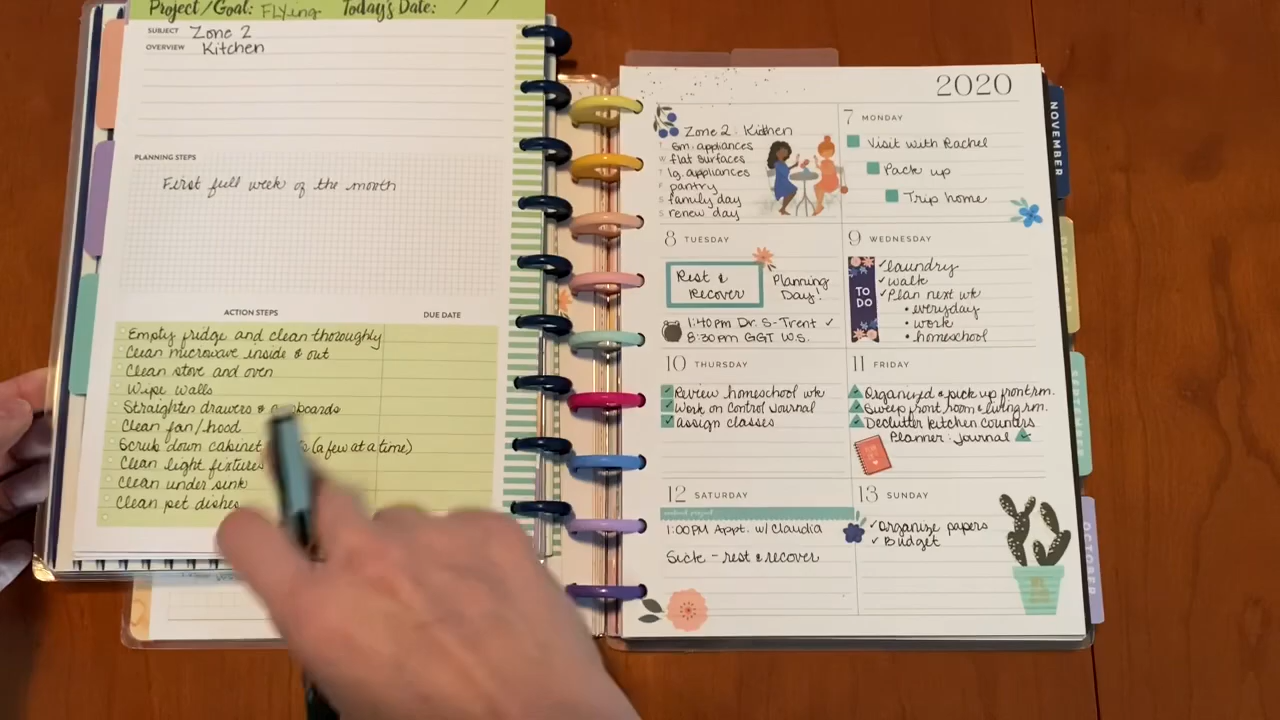 Project/Goal: FLYing Today's Date: / /
SUBJECT Zone 2
OVERVIEW Kitchen
PLANNING STEPS
First full week of the month
ACTION STEPS DUE DATE
Empty fridge and clean thoroughly
Clean microwave inside & out
Clean stove and oven
Wipe walls
Straighten drawers &
Clean fan/hood
Scrub down cabinet (a few at a time)
Clean light fixtures
Clean under sink
Clean pet dishes
2020
Zone 2: Kitchen
T sm. appliances
W flat surfaces
T lg. appliances
F pantry
S family day
S renew day
7 MONDAY
Visit with Rachel
Pack up
Trip home
8 TUESDAY
Rest &
Recover
Planning
Day!
1:40pm Dr. S-Trent ✓
8:30pm GGT W.S.
9 WEDNESDAY
TO
DO
✓ laundry
✓ walk
✓ Plan next wk
• everyday
• work
• homeschool
10 THURSDAY
✓ Review homeschool wk
✓ Work on Control Journal
✓ assign classes
11 FRIDAY
Organized & pick up front rm.
Sweep front room & living rm.
Declutter kitchen counters
Planner: Journal
12 SATURDAY
1:00PM Appt. w/Claudia
Sick - rest & recover
13 SUNDAY
✓ Organize papers
✓ Budget
NOVEMBER
OCTOBER